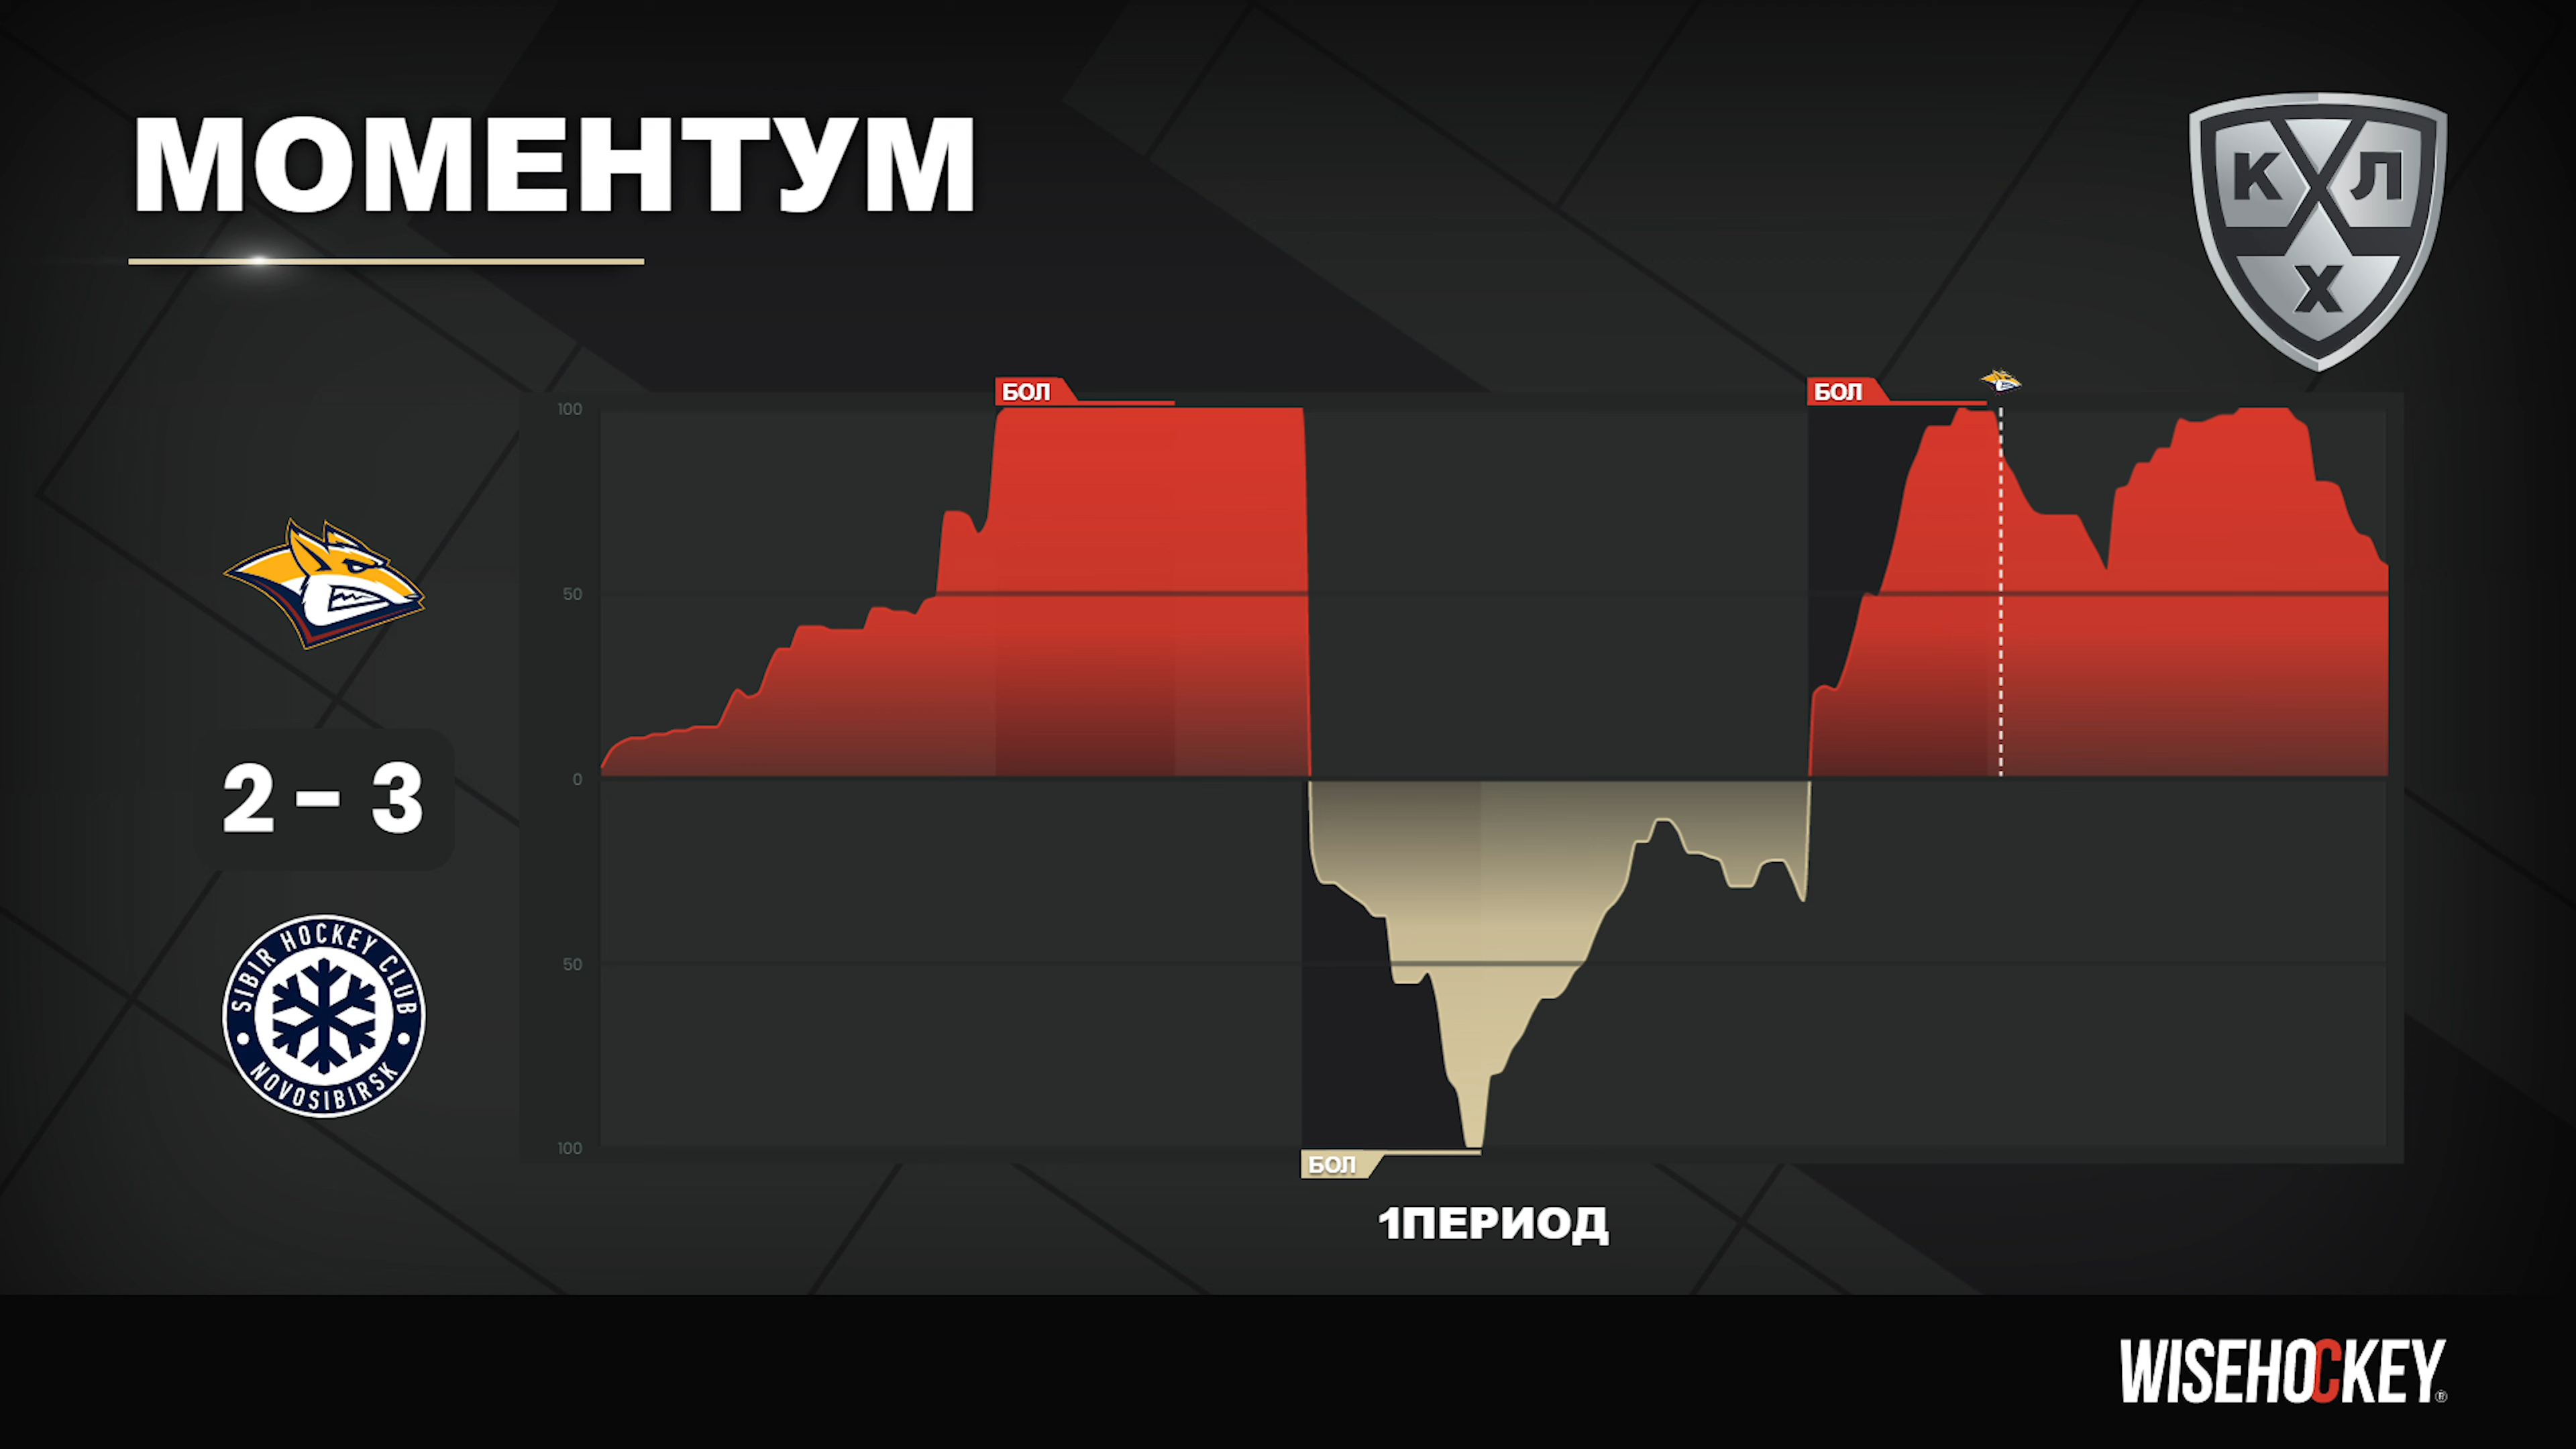 МОМЕНТУМ
К Л
Х
БОЛ
БОЛ
100
50
0
50
100
2 - 3
SIBIR HOCKEY CLUB
NOVOSIBIRSK
БОЛ
1ПЕРИОД
WISEHOCKEY®